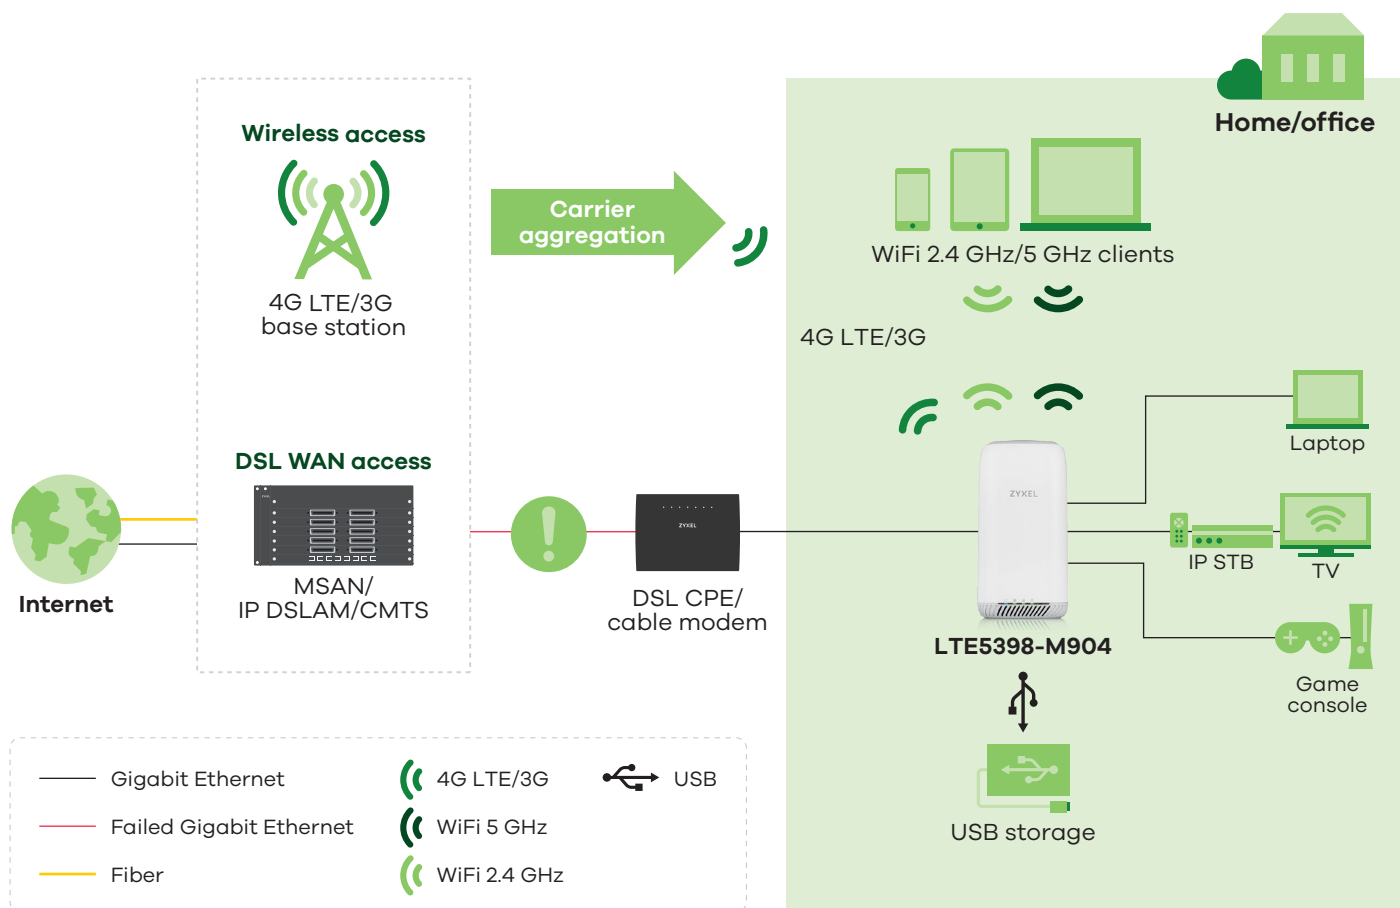 Home/office
Wireless access
4G LTE/3G
base station
Carrier
aggregation
WiFi 2.4 GHz/5 GHz clients
4G LTE/3G
DSL WAN access
MSAN/
IP DSLAM/CMTS
Internet
ZYXEL
DSL CPE/
cable modem
ZYXEL
LTE5398-M904
Laptop
IP STB
TV
Game
console
USB storage
Gigabit Ethernet
Failed Gigabit Ethernet
Fiber
4G LTE/3G
WiFi 5 GHz
WiFi 2.4 GHz
USB